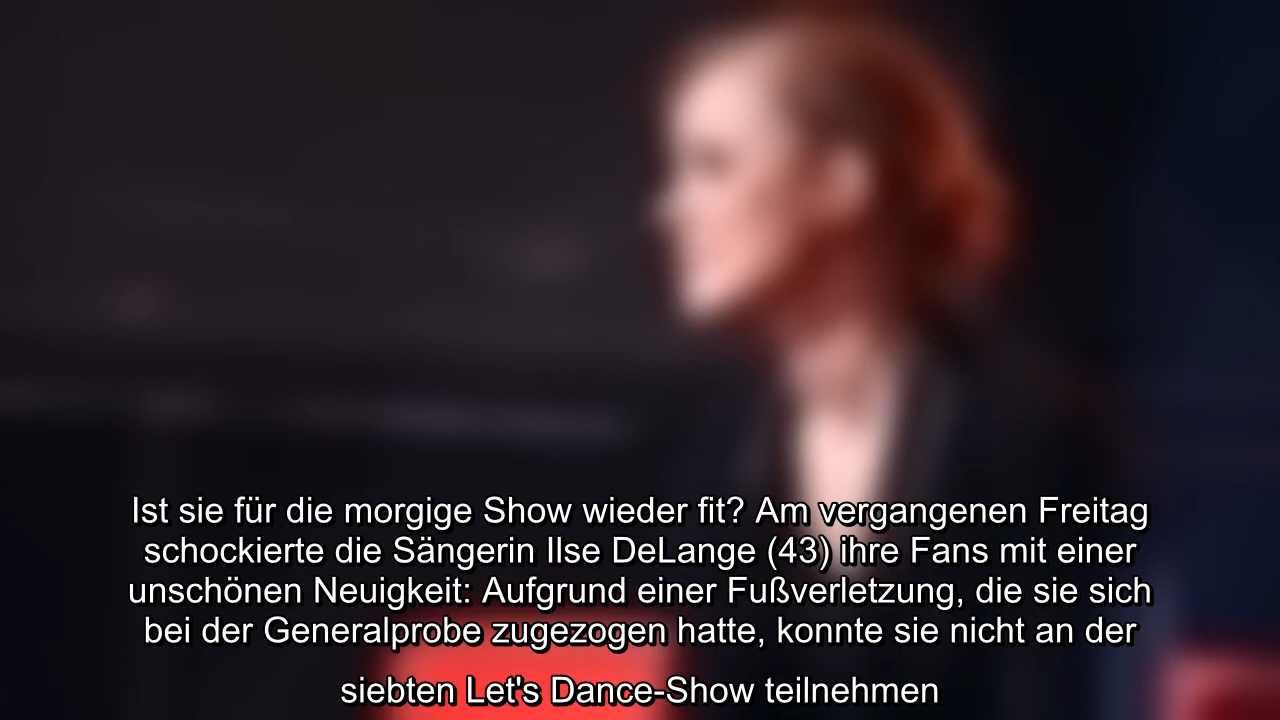 Ist sie für die morgige Show wieder fit? Am vergangenen Freitag
schockierte die Sängerin Ilse DeLange (43) ihre Fans mit einer
unschönen Neuigkeit: Aufgrund einer Fußverletzung, die sie sich
bei der Generalprobe zugezogen hatte, konnte sie nicht an der
siebten Let's Dance-Show teilnehmen